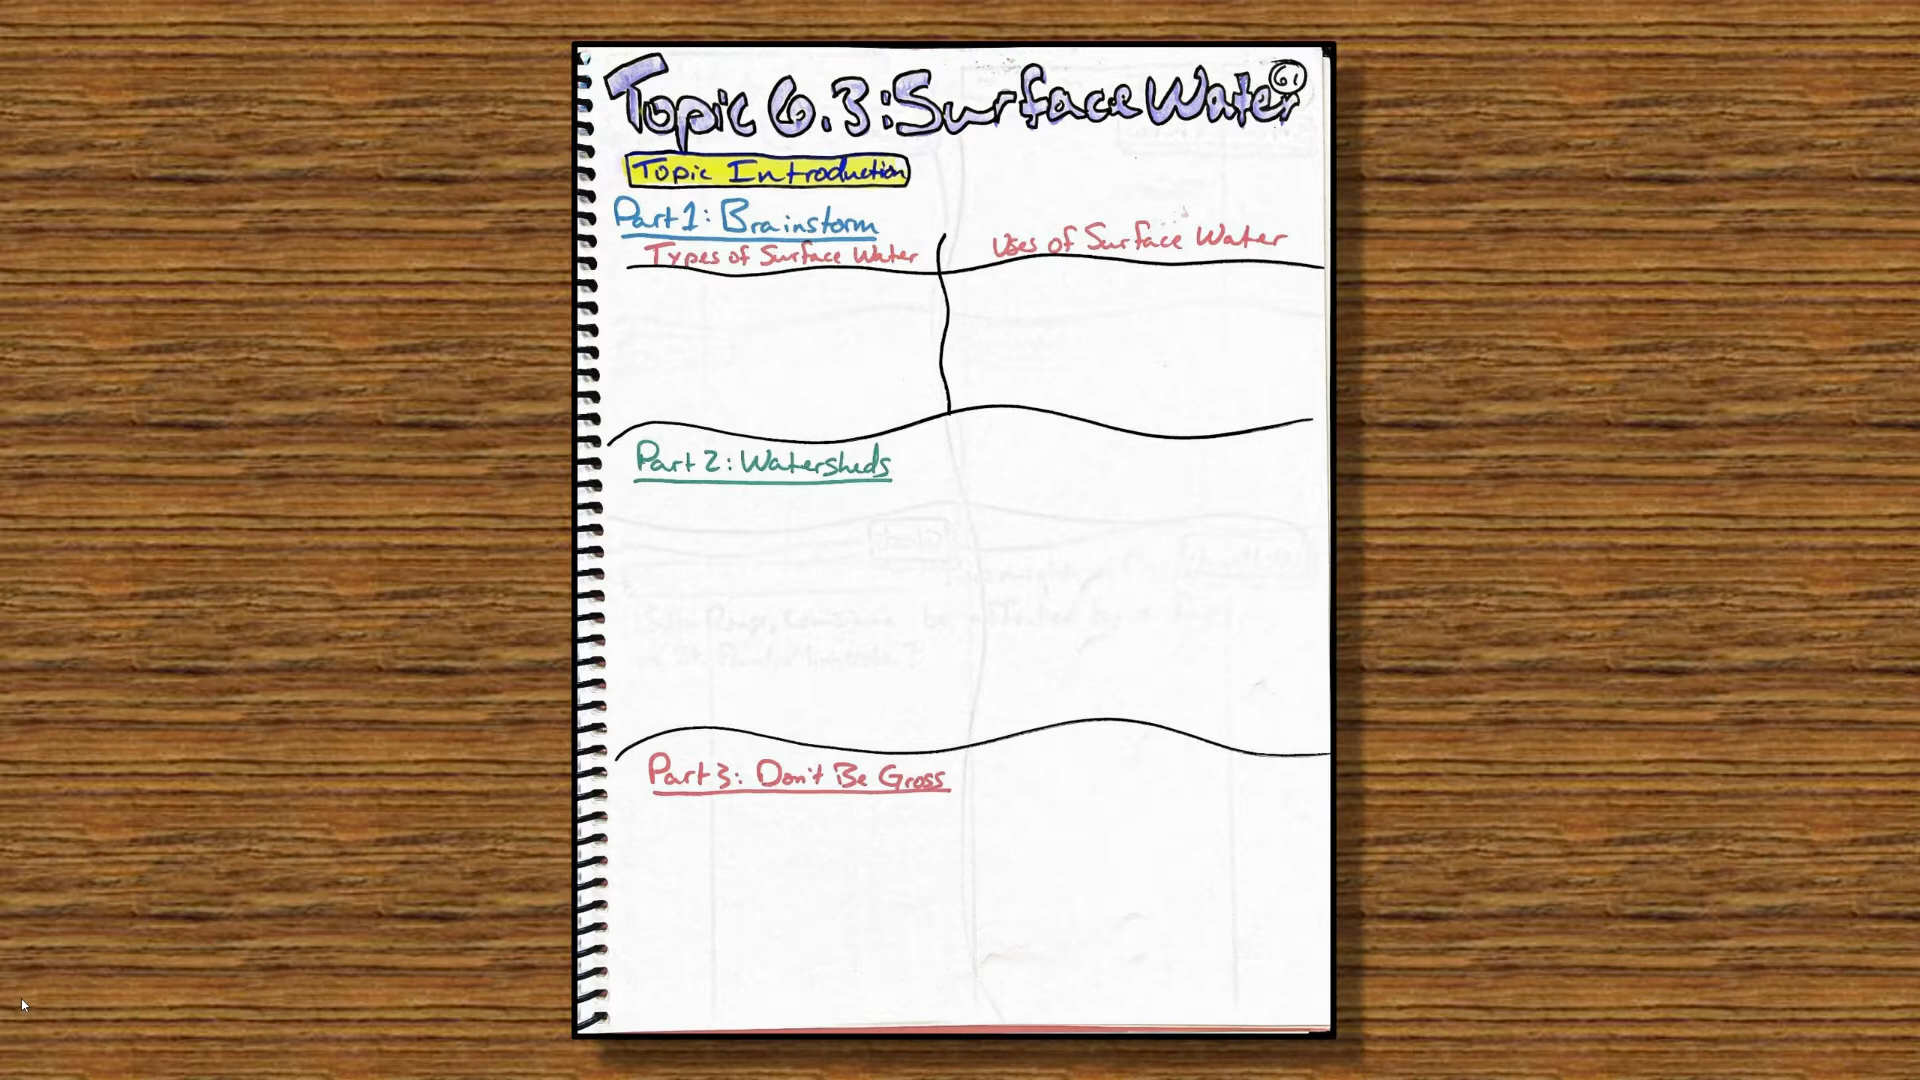 Topic 6.3: Surface Water
61
Topic Introduction
Part 1: Brainstorm
Types of Surface Water
Uses of Surface Water
Part 2: Watersheds
Part 3: Don't Be Gross